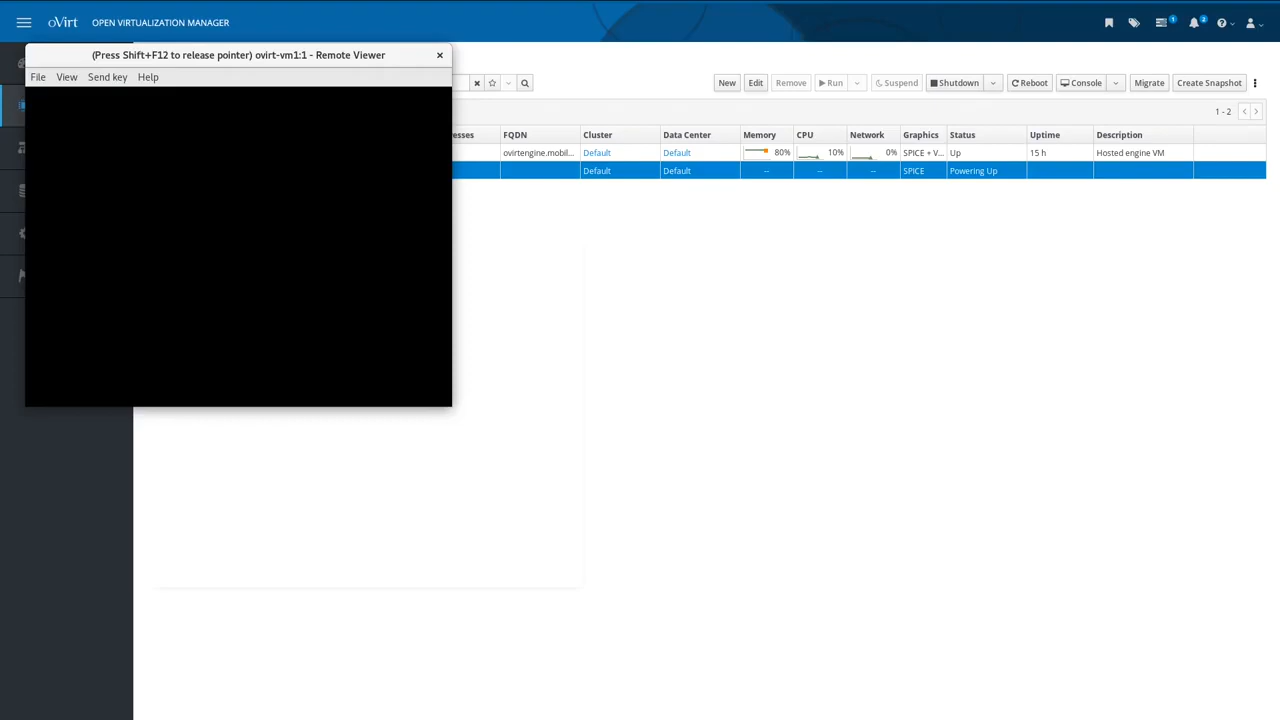 oVirt OPEN VIRTUALIZATION MANAGER
1
2
(Press Shift+F12 to release pointer) ovirt-vm1:1 - Remote Viewer
File View Send key Help
New Edit Remove Run Suspend Shutdown Reboot Console Migrate Create Snapshot
1 - 2
esses FQDN Cluster Data Center Memory CPU Network Graphics Status Uptime Description
ovirtengine.mobil... Default Default 80% 10% 0% SPICE + V... Up 15 h Hosted engine VM
Default Default -- -- -- SPICE Powering Up